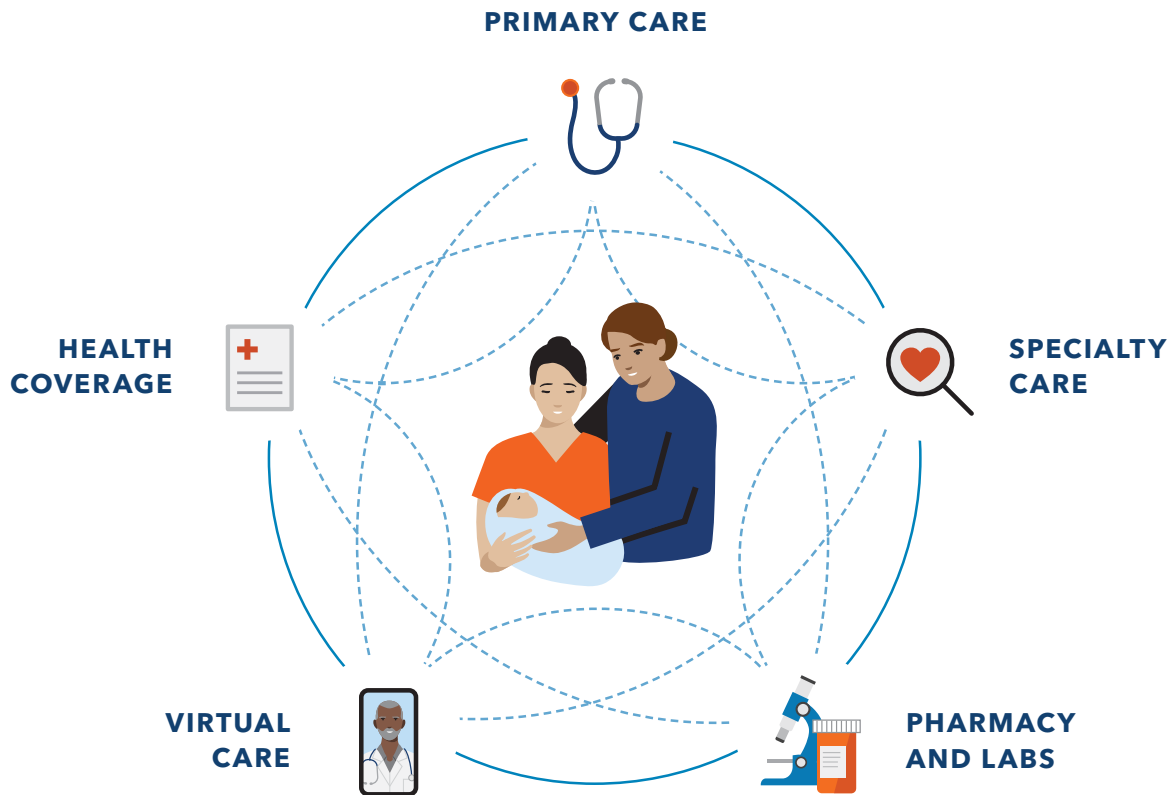 PRIMARY CARE
HEALTH
COVERAGE
SPECIALTY
CARE
VIRTUAL
CARE
PHARMACY
AND LABS